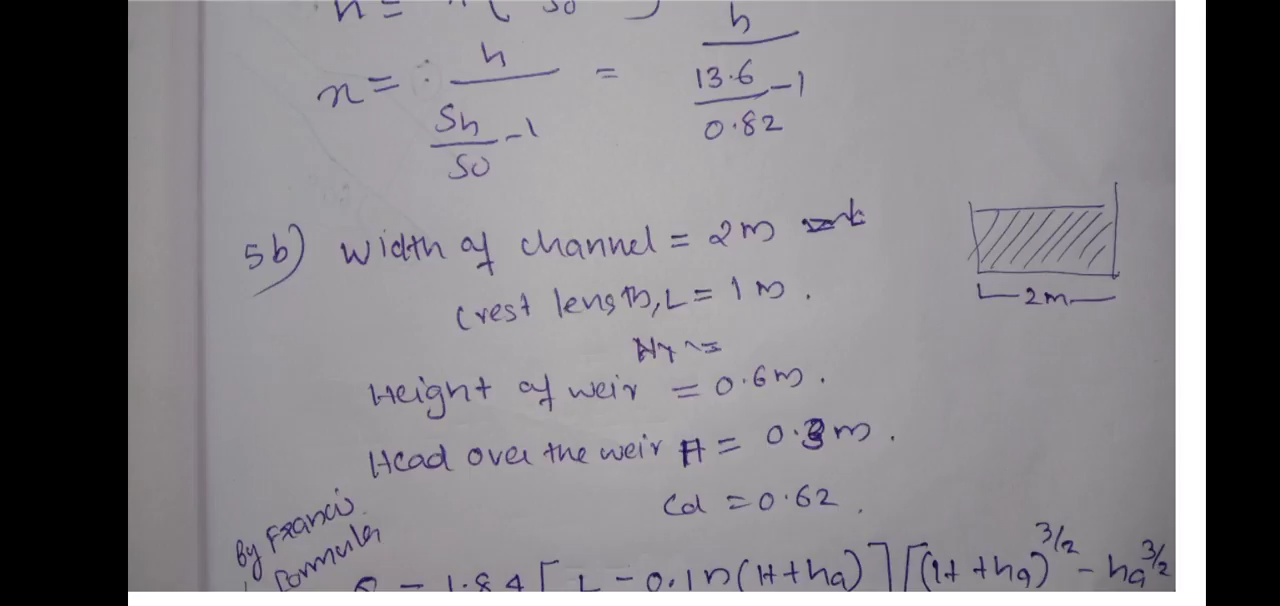 x = h / (Sh/So - 1) = h / (13.6/0.82 - 1)
5b) Width of channel = 2m
Crest length, L = 1m.
2m
Height of weir = 0.6m.
Head over the weir H = 0.3m.
Cd = 0.62.
By Francis
Formula
1.84 [L - 0.1n(H+ha)] [(H+ha)^3/2 - ha^3/2